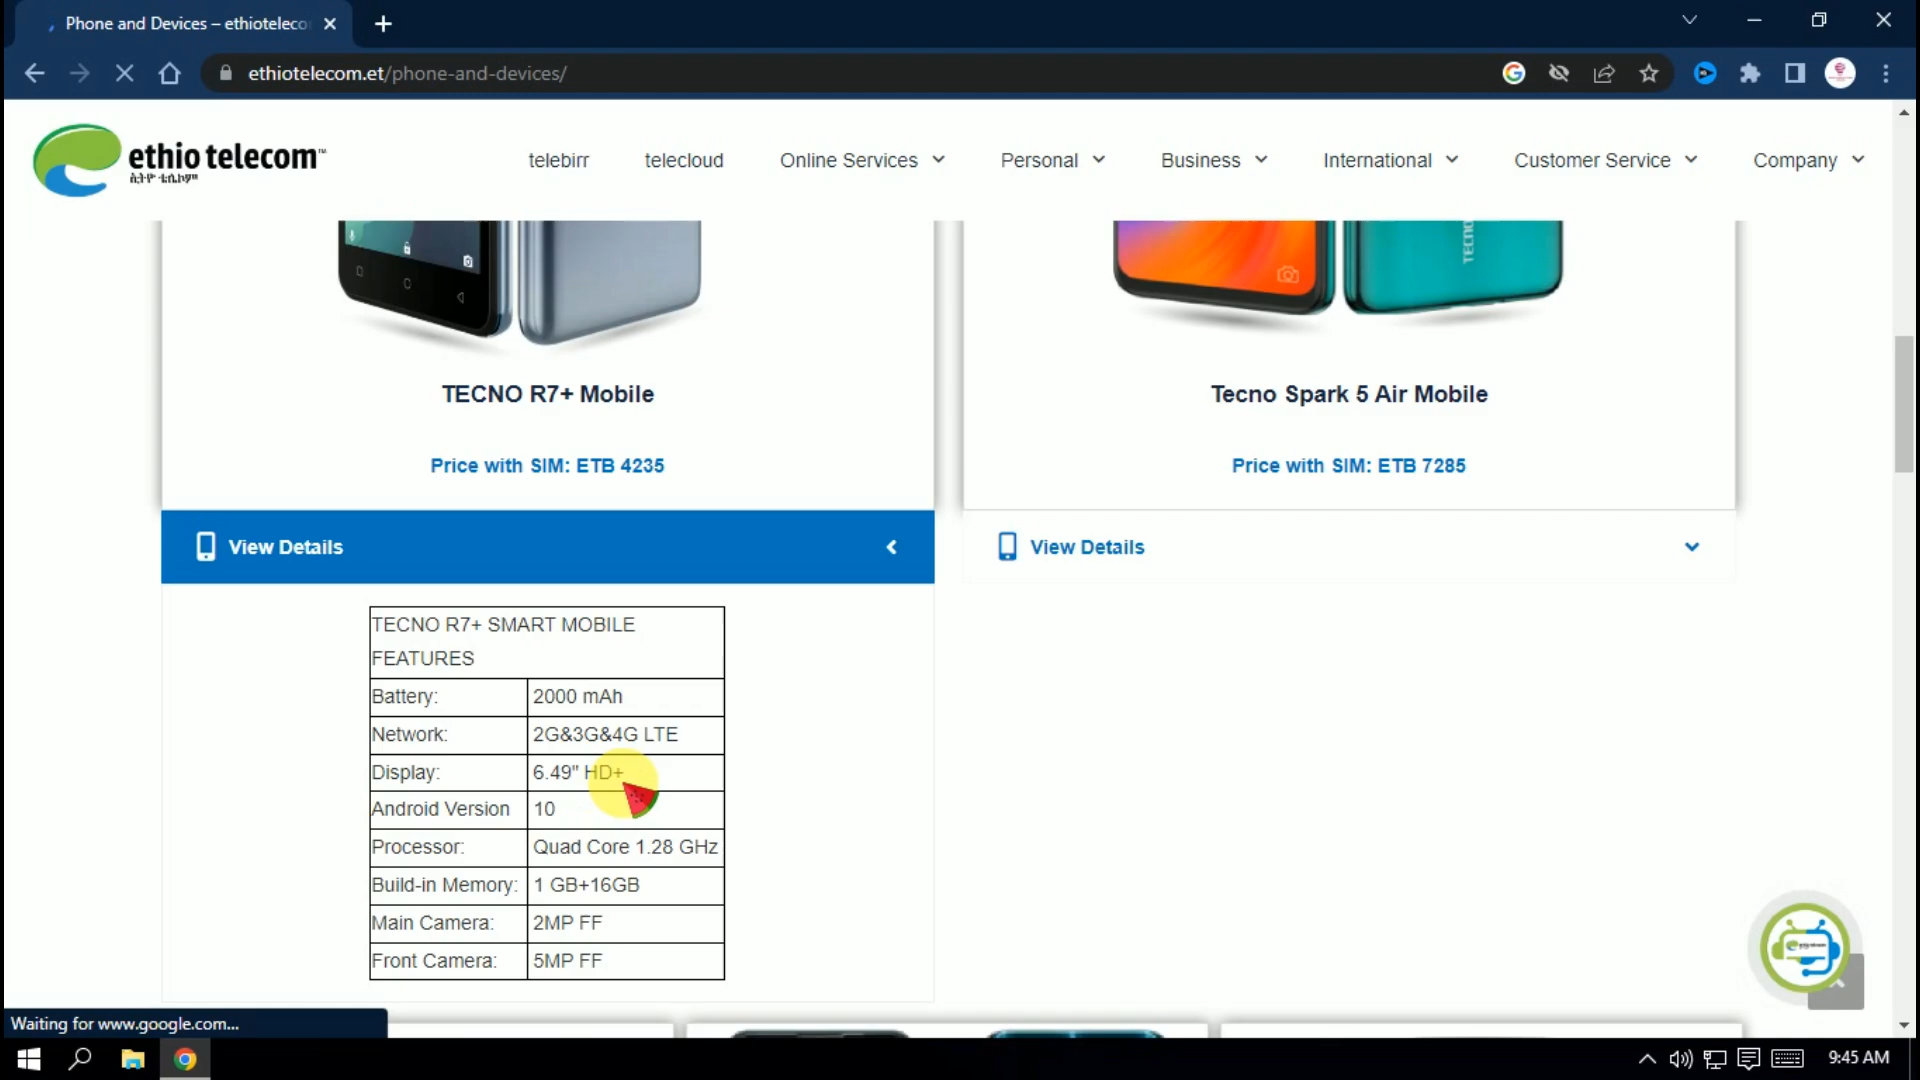 Phone and Devices – ethioteleco
ethiotelecom.et/phone-and-devices/
ethio telecom™
ኢትዮ ቴሌኮም
telebirr
telecloud
Online Services
Personal
Business
International
Customer Service
Company
TECNO
TECNO R7+ Mobile
Price with SIM: ETB 4235
View Details
Tecno Spark 5 Air Mobile
Price with SIM: ETB 7285
View Details
TECNO R7+ SMART MOBILE
FEATURES
Battery: 2000 mAh
Network: 2G&3G&4G LTE
Display: 6.49" HD+
Android Version 10
Processor: Quad Core 1.28 GHz
Build-in Memory: 1 GB+16GB
Main Camera: 2MP FF
Front Camera: 5MP FF
Waiting for www.google.com...
9:45 AM